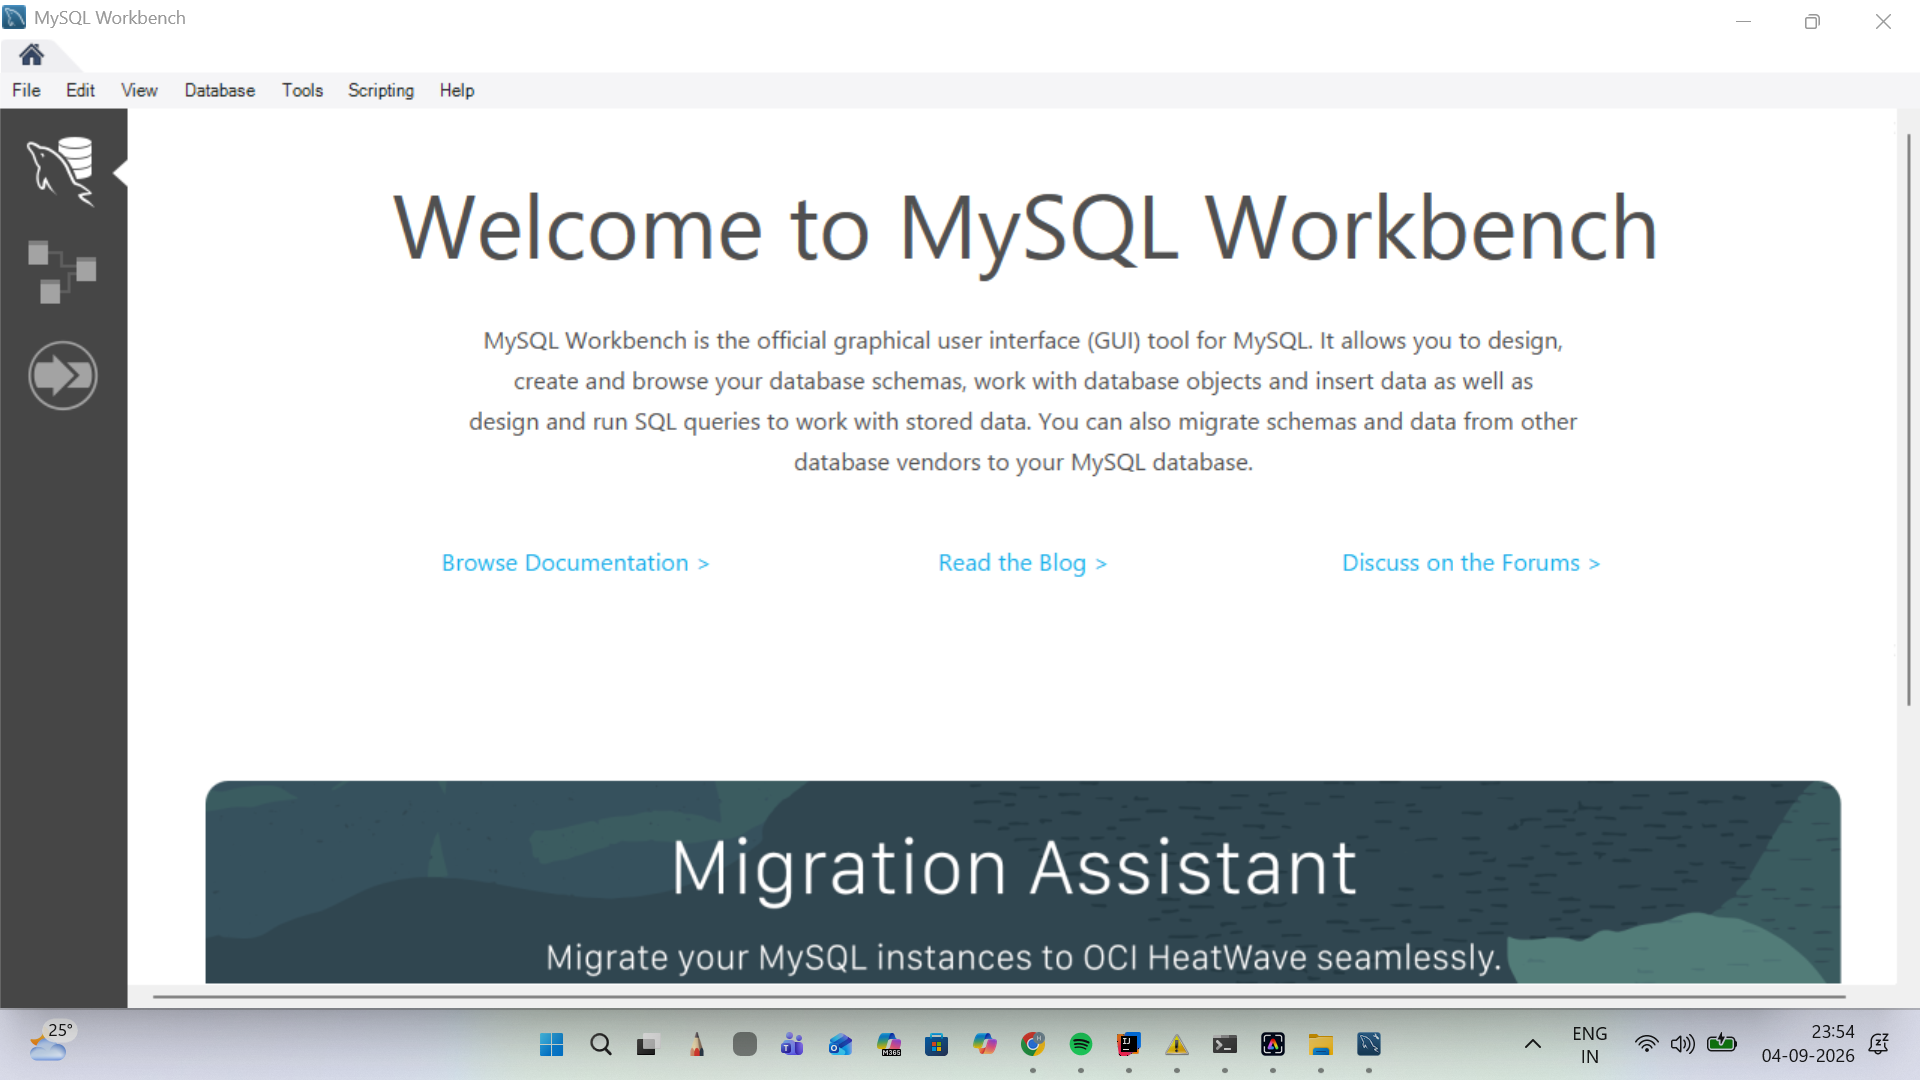 MySQL Workbench
File Edit View Database Tools Scripting Help
Welcome to MySQL Workbench
MySQL Workbench is the official graphical user interface (GUI) tool for MySQL. It allows you to design,
create and browse your database schemas, work with database objects and insert data as well as
design and run SQL queries to work with stored data. You can also migrate schemas and data from other
database vendors to your MySQL database.
Browse Documentation > Read the Blog > Discuss on the Forums >
Migration Assistant
Migrate your MySQL instances to OCI HeatWave seamlessly.
25°
M365
ENG
IN
23:54
04-09-2026